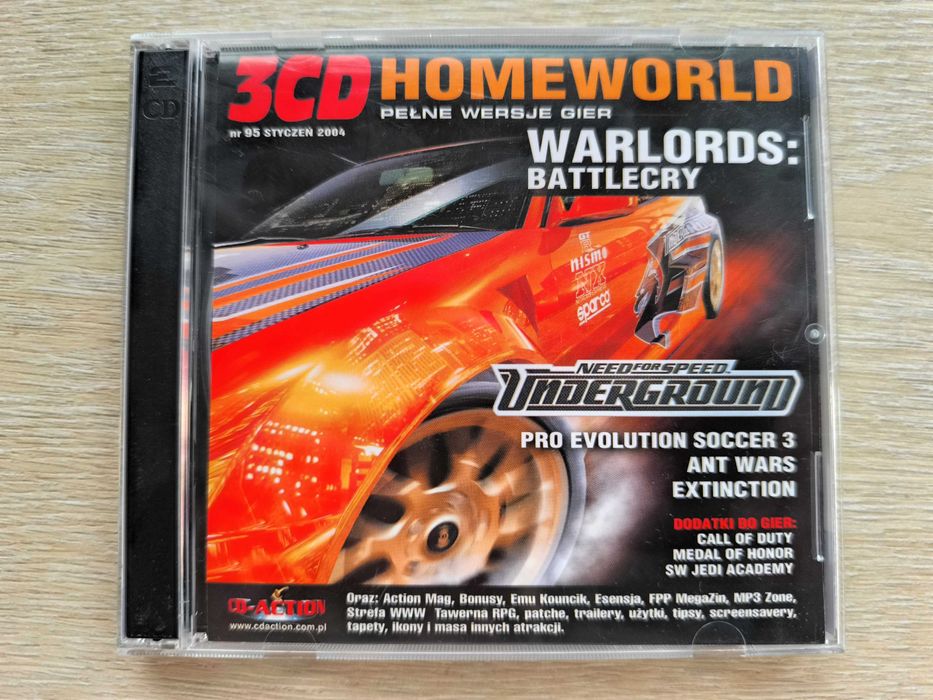 2
CD
3CD HOMEWORLD
PEŁNE WERSJE GIER
nr 95 STYCZEŃ 2004
WARLORDS:
BATTLECRY
GT
nismo
sparco
NEED FOR SPEED
UNDERGROUND
PRO EVOLUTION SOCCER 3
ANT WARS
EXTINCTION
DODATKI DO GIER:
CALL OF DUTY
MEDAL OF HONOR
SW JEDI ACADEMY
CD-ACTION
www.cdaction.com.pl
Oraz: Action Mag, Bonusy, Emu Kouncik, Esensja, FPP MegaZin, MP3 Zone,
Strefa WWW Tawerna RPG, patche, trailery, użytki, tipsy, screensavery,
tapety, ikony i masa innych atrakcji.